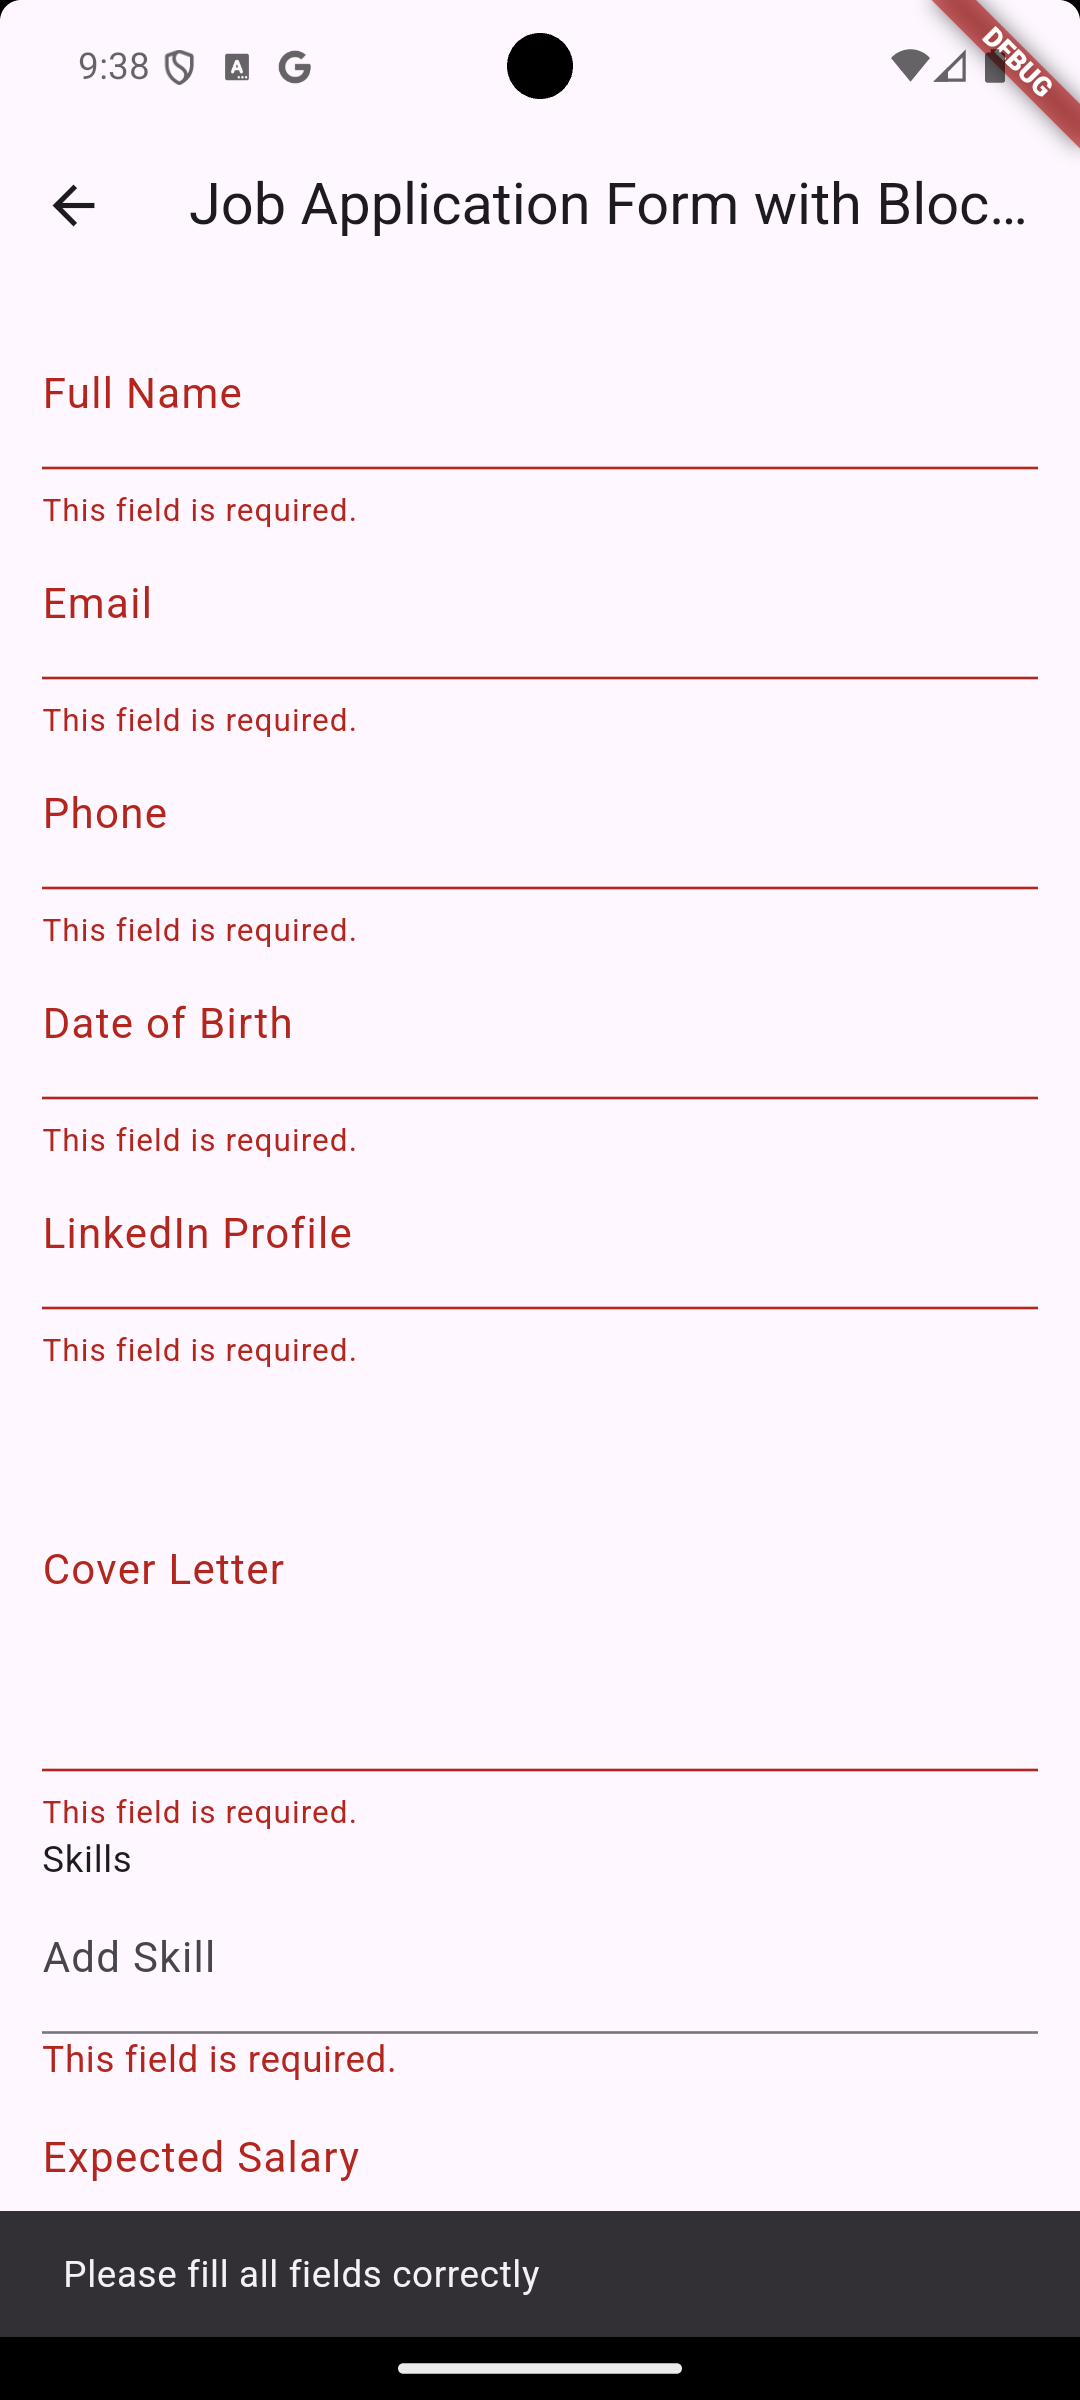 9:38
DEBUG
Job Application Form with Bloc...
Full Name
This field is required.
Email
This field is required.
Phone
This field is required.
Date of Birth
This field is required.
LinkedIn Profile
This field is required.
Cover Letter
This field is required.
Skills
Add Skill
This field is required.
Expected Salary
Please fill all fields correctly